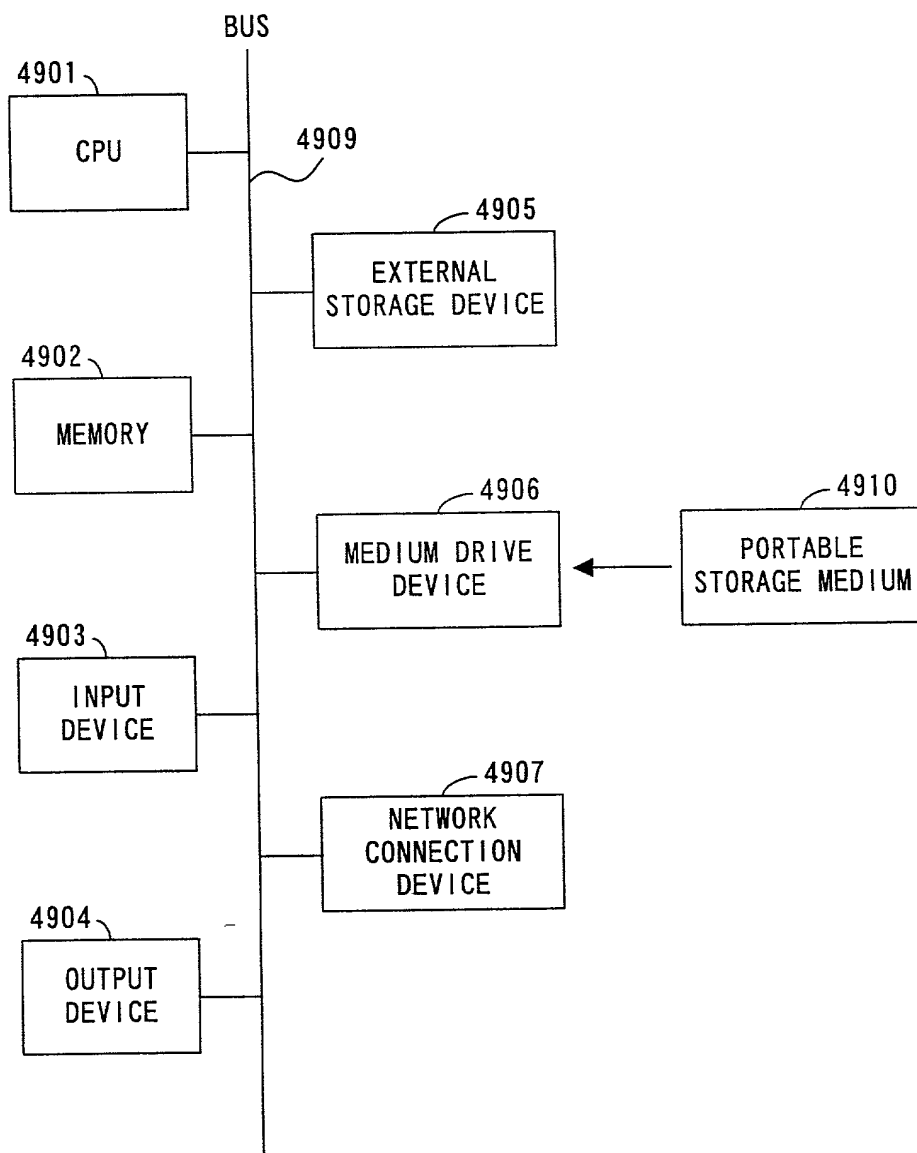 BUS
4901
CPU
4909
4905
EXTERNAL
STORAGE DEVICE
4902
MEMORY
4906
MEDIUM DRIVE
DEVICE
4910
PORTABLE
STORAGE MEDIUM
4903
INPUT
DEVICE
4907
NETWORK
CONNECTION
DEVICE
4904
OUTPUT
DEVICE